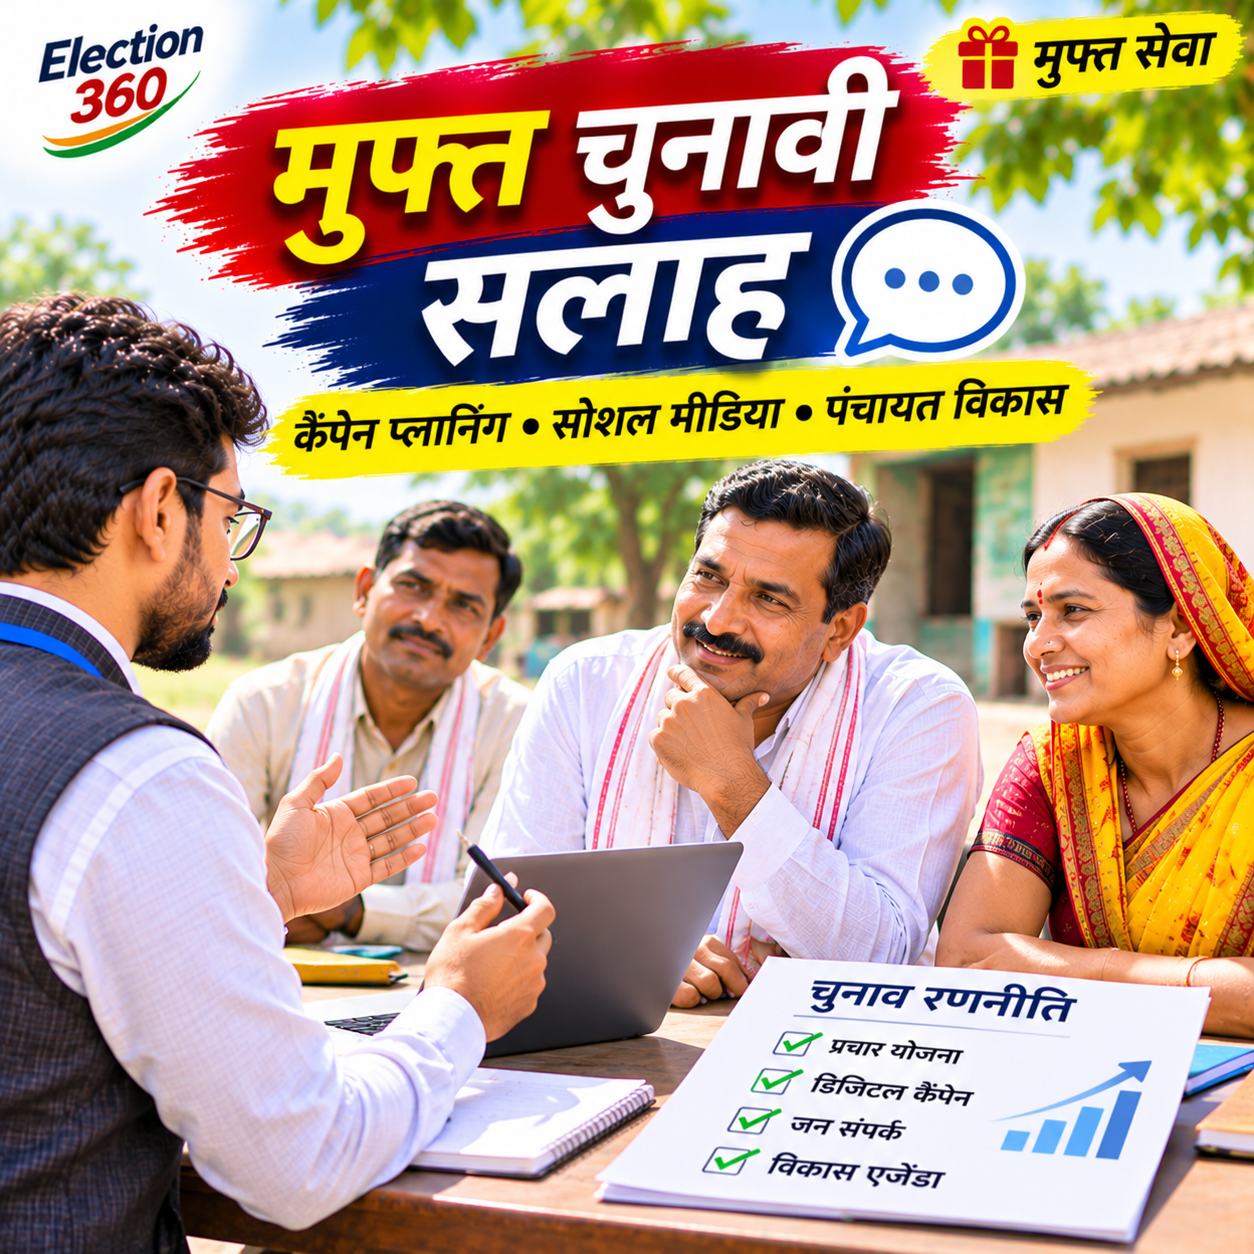 Election
360
मुफ्त सेवा
मुफ्त चुनावी
सलाह
कैंपेन प्लानिंग • सोशल मीडिया • पंचायत विकास
चुनाव रणनीति
प्रचार योजना
डिजिटल कैंपेन
जन संपर्क
विकास एजेंडा